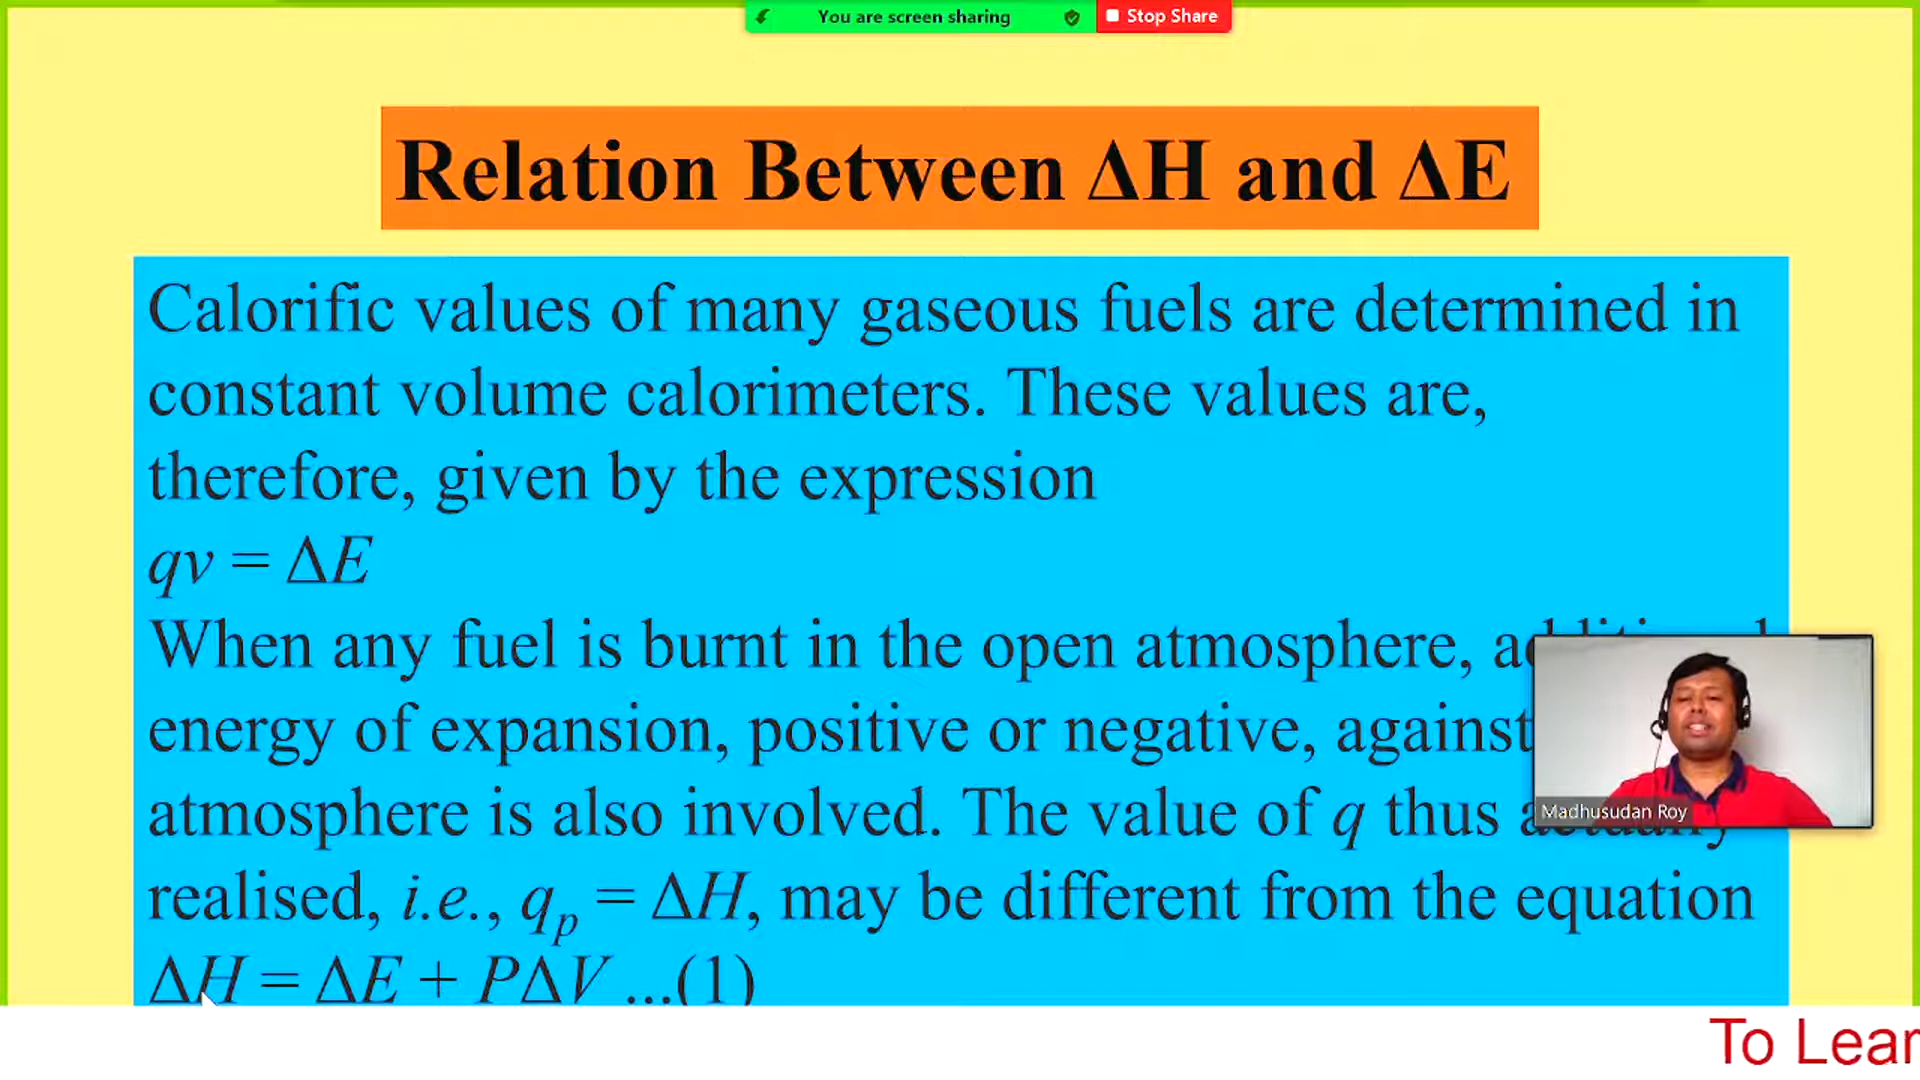 You are screen sharing
Stop Share
Relation Between ΔH and ΔE
Calorific values of many gaseous fuels are determined in
constant volume calorimeters. These values are,
therefore, given by the expression
qv = ΔE
When any fuel is burnt in the open atmosphere,
energy of expansion, positive or negative, against
atmosphere is also involved. The value of q thus
realised, i.e., qp = ΔH, may be different from the equation
ΔH = ΔE + PΔV ...(1)
Madhusudan Roy
To Lear